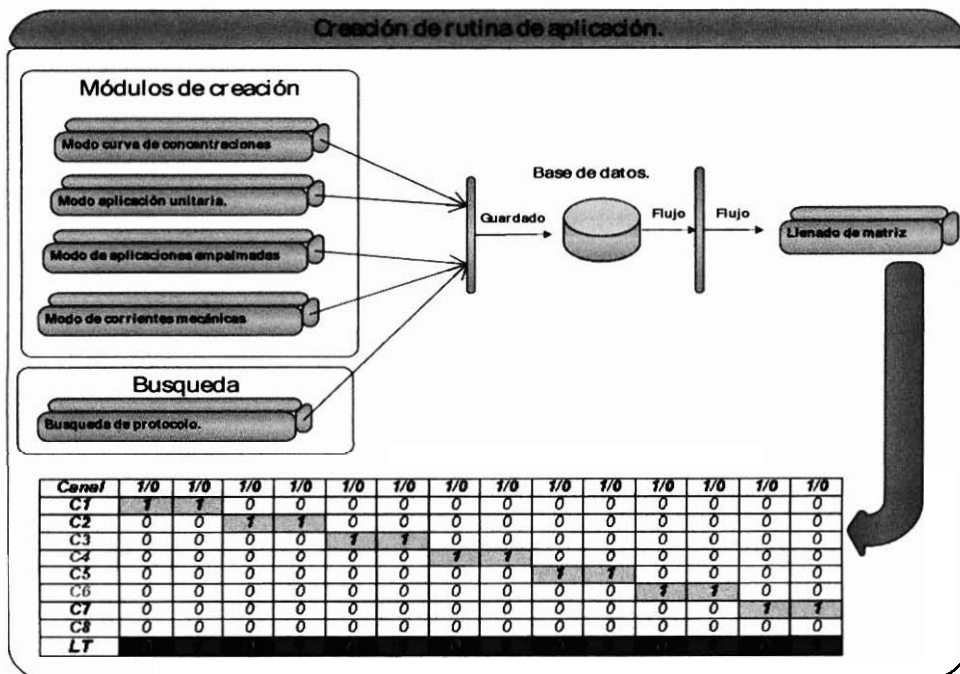 Creación de rutina de aplicación.
Módulos de creación
Modo curva de concentraciones
Modo aplicación unitaria.
Modo de aplicaciones empalmadas
Modo de corrientes mecánicas
Busqueda
Busqueda de protocolo.
Guardado
Base de datos.
Flujo
Flujo
Llenado de matriz
Canal 1/0 1/0 1/0 1/0 1/0 1/0 1/0 1/0 1/0 1/0 1/0 1/0 1/0 1/0
C1 1 1 0 0 0 0 0 0 0 0 0 0 0 0
C2 0 0 1 1 0 0 0 0 0 0 0 0 0 0
C3 0 0 0 0 1 1 0 0 0 0 0 0 0 0
C4 0 0 0 0 0 0 1 1 0 0 0 0 0 0
C5 0 0 0 0 0 0 0 0 1 1 0 0 0 0
C6 0 0 0 0 0 0 0 0 0 0 1 1 0 0
C7 0 0 0 0 0 0 0 0 0 0 0 0 1 1
C8 0 0 0 0 0 0 0 0 0 0 0 0 0 0
LT